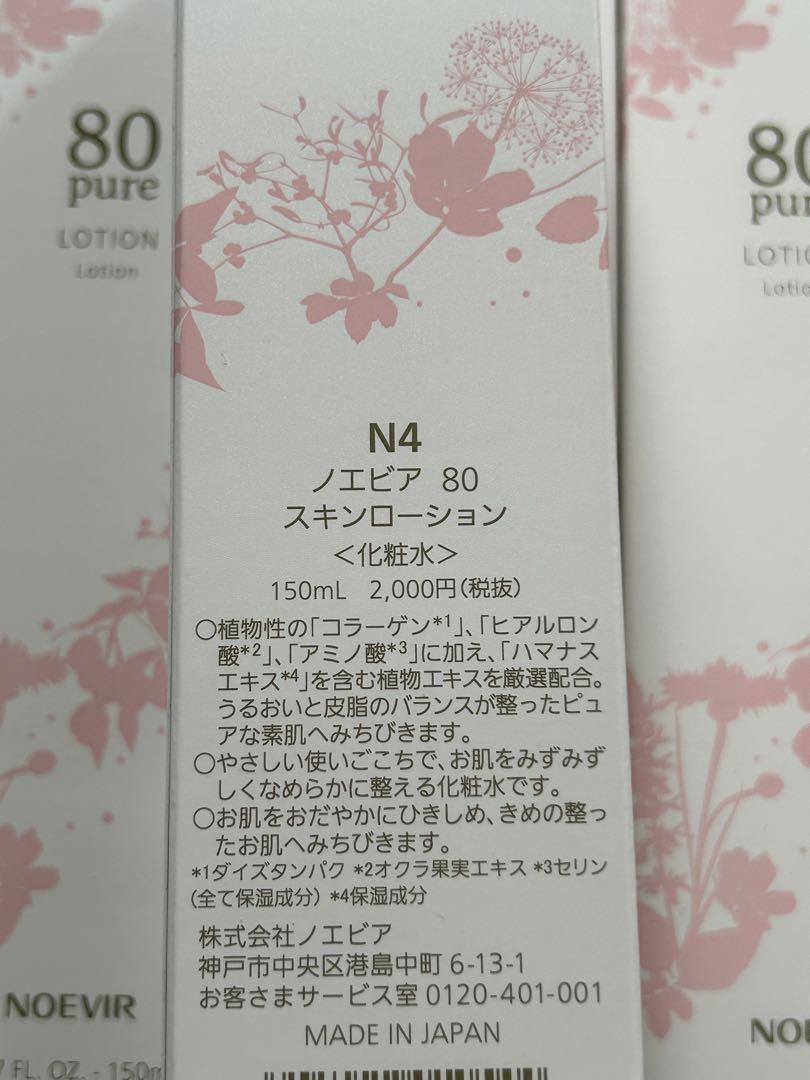 80
pure
LOTION
Lotion
NOEVIR
FL. OZ. - 150m
N4
ノエビア 80
スキンローション
＜化粧水＞
150mL 2,000円(税抜)
○植物性の「コラーゲン*1」、「ヒアルロン
酸*2」、「アミノ酸*3」に加え、「ハマナス
エキス*4」を含む植物エキスを厳選配合。
うるおいと皮脂のバランスが整ったピュ
アな素肌へみちびきます。
○やさしい使いごこちで、お肌をみずみず
しくなめらかに整える化粧水です。
○お肌をおだやかにひきしめ、きめの整っ
たお肌へみちびきます。
*1ダイズタンパク *2オクラ果実エキス *3セリン
(全て保湿成分) *4保湿成分
株式会社ノエビア
神戸市中央区港島中町 6-13-1
お客さまサービス室 0120-401-001
MADE IN JAPAN
80
pur
LOTIO
Lotio
NOE